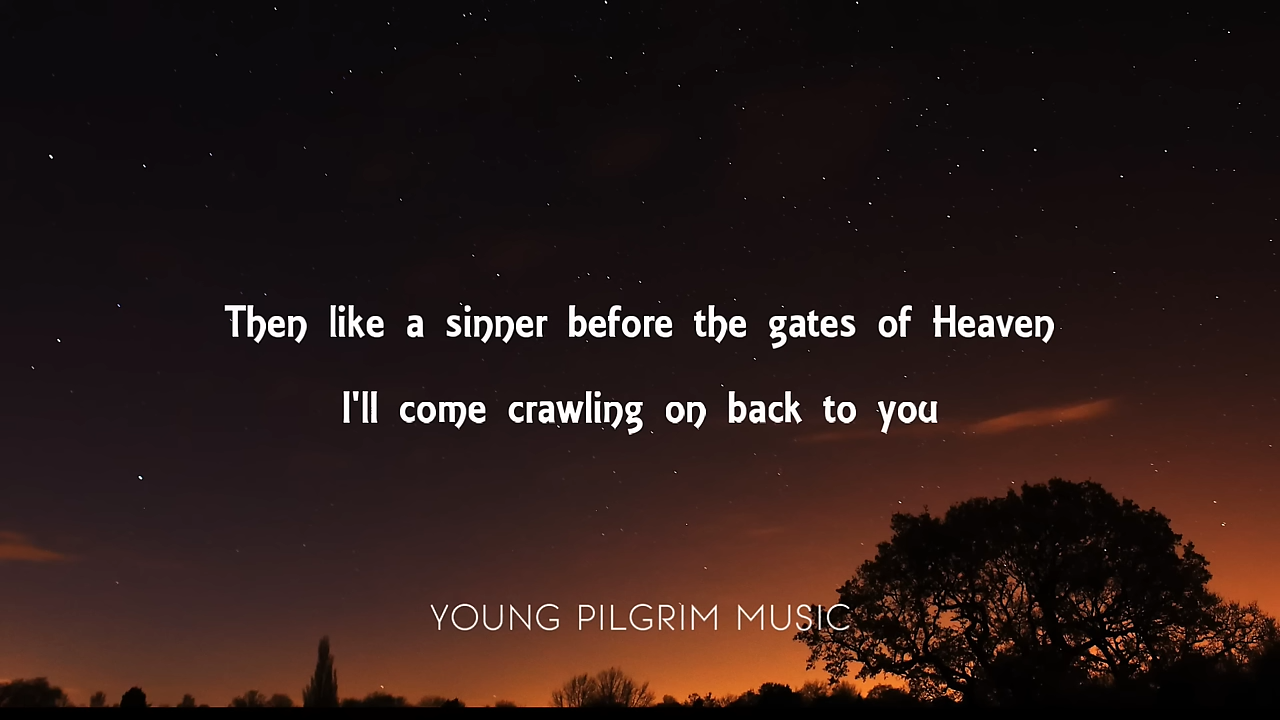 Then like a sinner before the gates of Heaven
I'll come crawling on back to you
YOUNG PILGRIM MUSIC